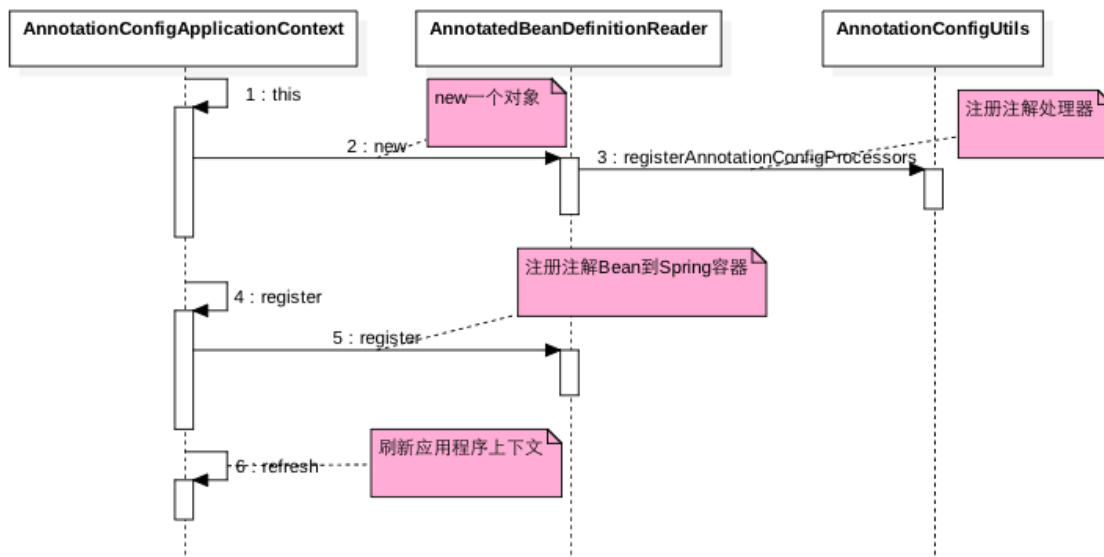 AnnotationConfigApplicationContext
AnnotatedBeanDefinitionReader
AnnotationConfigUtils
1 : this
new一个对象
注册注解处理器
2 : new
3 : registerAnnotationConfigProcessors
注册注解Bean到Spring容器
4 : register
5 : register
刷新应用程序上下文
6 : refresh